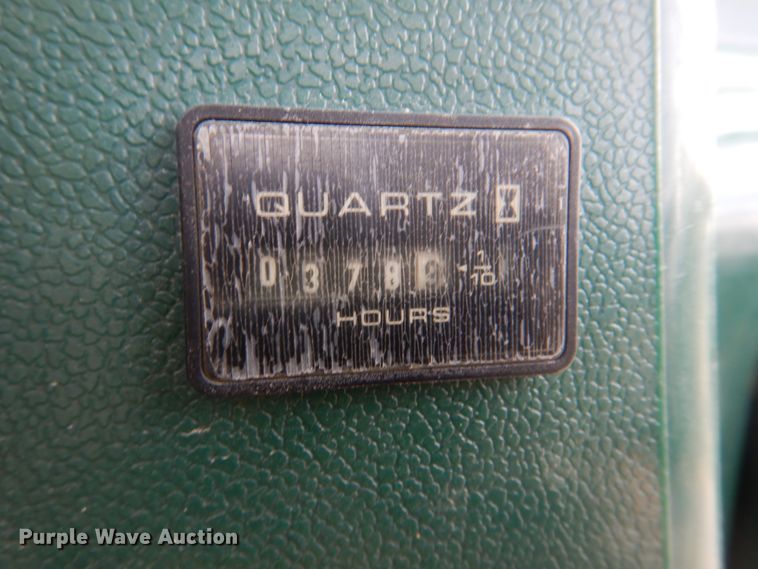 QUARTZ
0378
1/10
HOURS
Purple Wave Auction